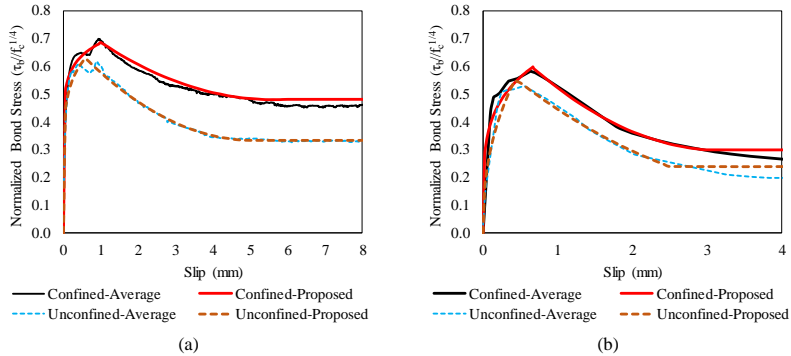 0.8
0.7
0.6
0.5
0.4
0.3
0.2
0.1
0.0
Normalized Bond Stress (τb//fc^1/4)
0 1 2 3 4 5 6 7 8
Slip (mm)
Confined-Average Confined-Proposed
Unconfined-Average Unconfined-Proposed
(a)
0.8
0.7
0.6
0.5
0.4
0.3
0.2
0.1
0.0
Normalized Bond Stress (τb//fc^1/4)
0 1 2 3 4
Slip (mm)
Confined-Average Confined-Proposed
Unconfined-Average Unconfined-Proposed
(b)